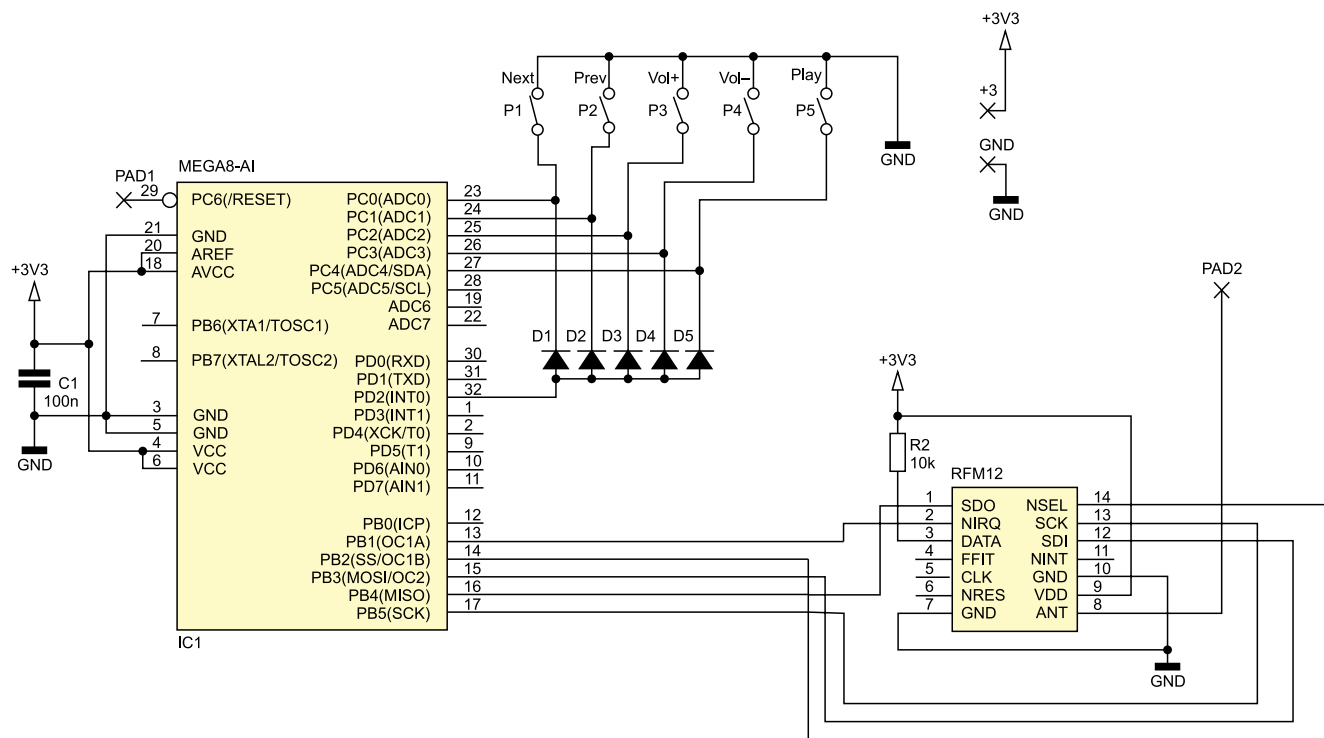 +3V3
Next Prev Vol+ Vol– Play
P1 P2 P3 P4 P5
+3
GND
GND
GND
MEGA8-AI
PAD1
29 PC6(/RESET)
21 GND
20 AREF
18 AVCC
7 PB6(XTA1/TOSC1)
8 PB7(XTAL2/TOSC2)
3 GND
5 GND
4 VCC
6 VCC
+3V3
C1
100n
GND
PC0(ADC0) 23
PC1(ADC1) 24
PC2(ADC2) 25
PC3(ADC3) 26
PC4(ADC4/SDA) 27
PC5(ADC5/SCL) 28
ADC6 19
ADC7 22
PD0(RXD) 30
PD1(TXD) 31
PD2(INT0) 32
PD3(INT1) 1
PD4(XCK/T0) 2
PD5(T1) 9
PD6(AIN0) 10
PD7(AIN1) 11
PB0(ICP) 12
PB1(OC1A) 13
PB2(SS/OC1B) 14
PB3(MOSI/OC2) 15
PB4(MISO) 16
PB5(SCK) 17
IC1
D1 D2 D3 D4 D5
PAD2
+3V3
R2
10k
RFM12
1 SDO NSEL 14
2 NIRQ SCK 13
3 DATA SDI 12
4 FFIT NINT 11
5 CLK GND 10
6 NRES VDD 9
7 GND ANT 8
GND